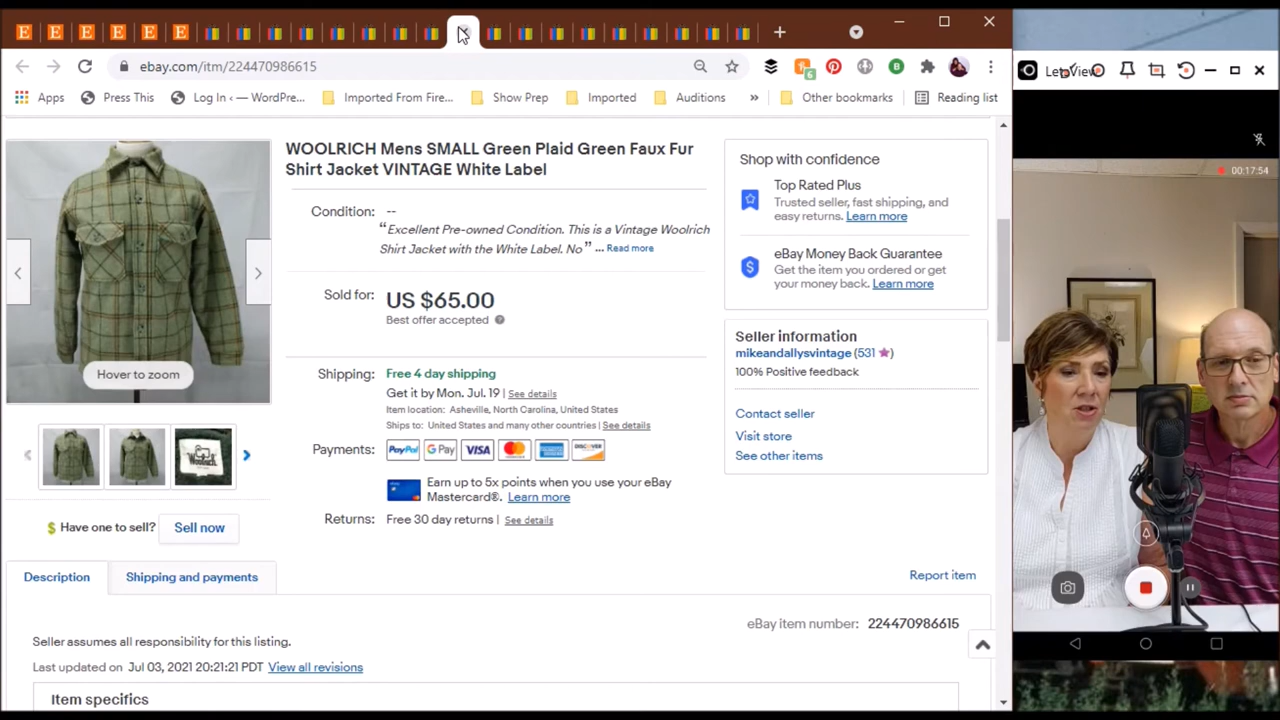 ebay.com/itm/224470986615
6
Apps
Press This
Log In ‹ — WordPre...
Imported From Fire...
Show Prep
Imported
Auditions
»
Other bookmarks
Reading list
WOOLRICH Mens SMALL Green Plaid Green Faux Fur
Shirt Jacket VINTAGE White Label
Condition:
--
“Excellent Pre-owned Condition. This is a Vintage Woolrich
Shirt Jacket with the White Label. No” ... Read more
Sold for:
US $65.00
Best offer accepted
Hover to zoom
WOOLRICH
Shipping:
Free 4 day shipping
Get it by Mon. Jul. 19 | See details
Item location: Asheville, North Carolina, United States
Ships to: United States and many other countries | See details
Payments:
PayPal
G Pay
VISA
DISCOVER
Earn up to 5x points when you use your eBay
Mastercard®. Learn more
Returns:
Free 30 day returns | See details
$ Have one to sell?
Sell now
Shop with confidence
Top Rated Plus
Trusted seller, fast shipping, and
easy returns. Learn more
eBay Money Back Guarantee
Get the item you ordered or get
your money back. Learn more
Seller information
mikeandallysvintage (531 )
100% Positive feedback
Contact seller
Visit store
See other items
Description
Shipping and payments
Report item
eBay item number: 224470986615
Seller assumes all responsibility for this listing.
Last updated on Jul 03, 2021 20:21:21 PDT View all revisions
Item specifics
00:17:54